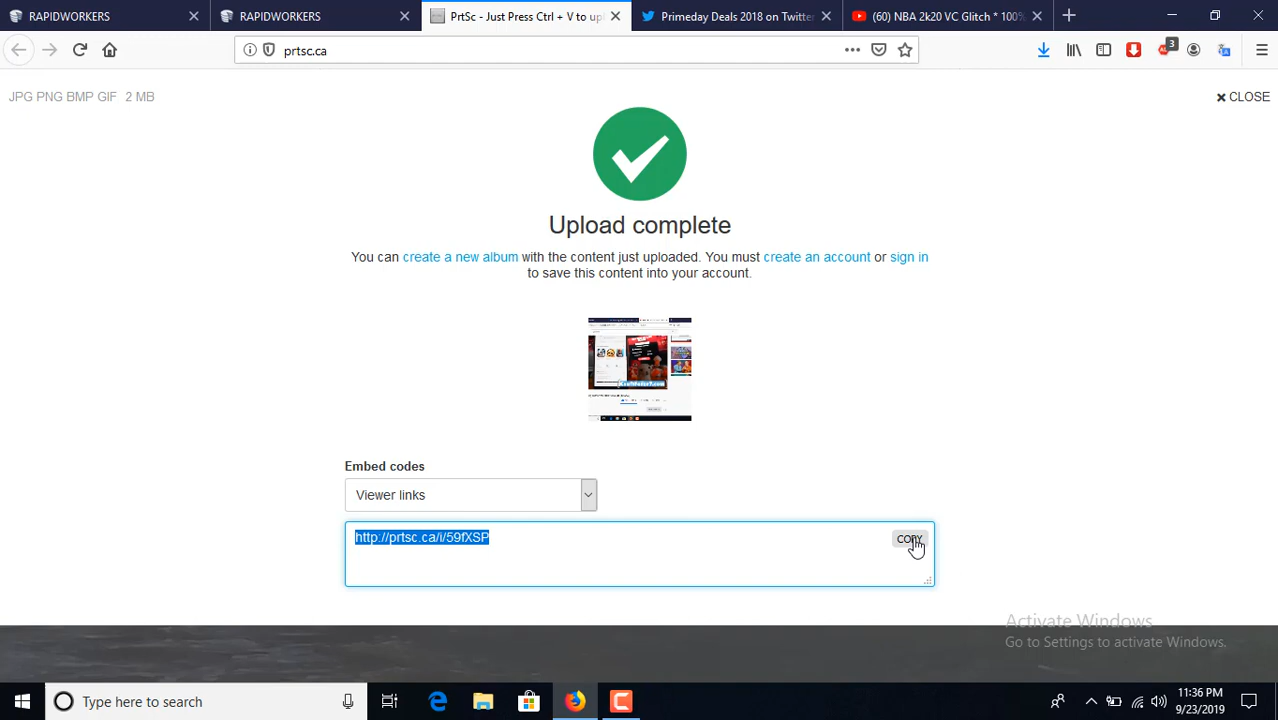 RAPIDWORKERS
RAPIDWORKERS
PrtSc - Just Press Ctrl + V to upl
Primeday Deals 2018 on Twitter
(60) NBA 2k20 VC Glitch * 100%
prtsc.ca
3
JPG PNG BMP GIF 2 MB
CLOSE
Upload complete
You can create a new album with the content just uploaded. You must create an account or sign in
to save this content into your account.
Embed codes
Viewer links
http://prtsc.ca/i/59fXSP
COPY
Activate Windows
Go to Settings to activate Windows.
Type here to search
11:36 PM
9/23/2019